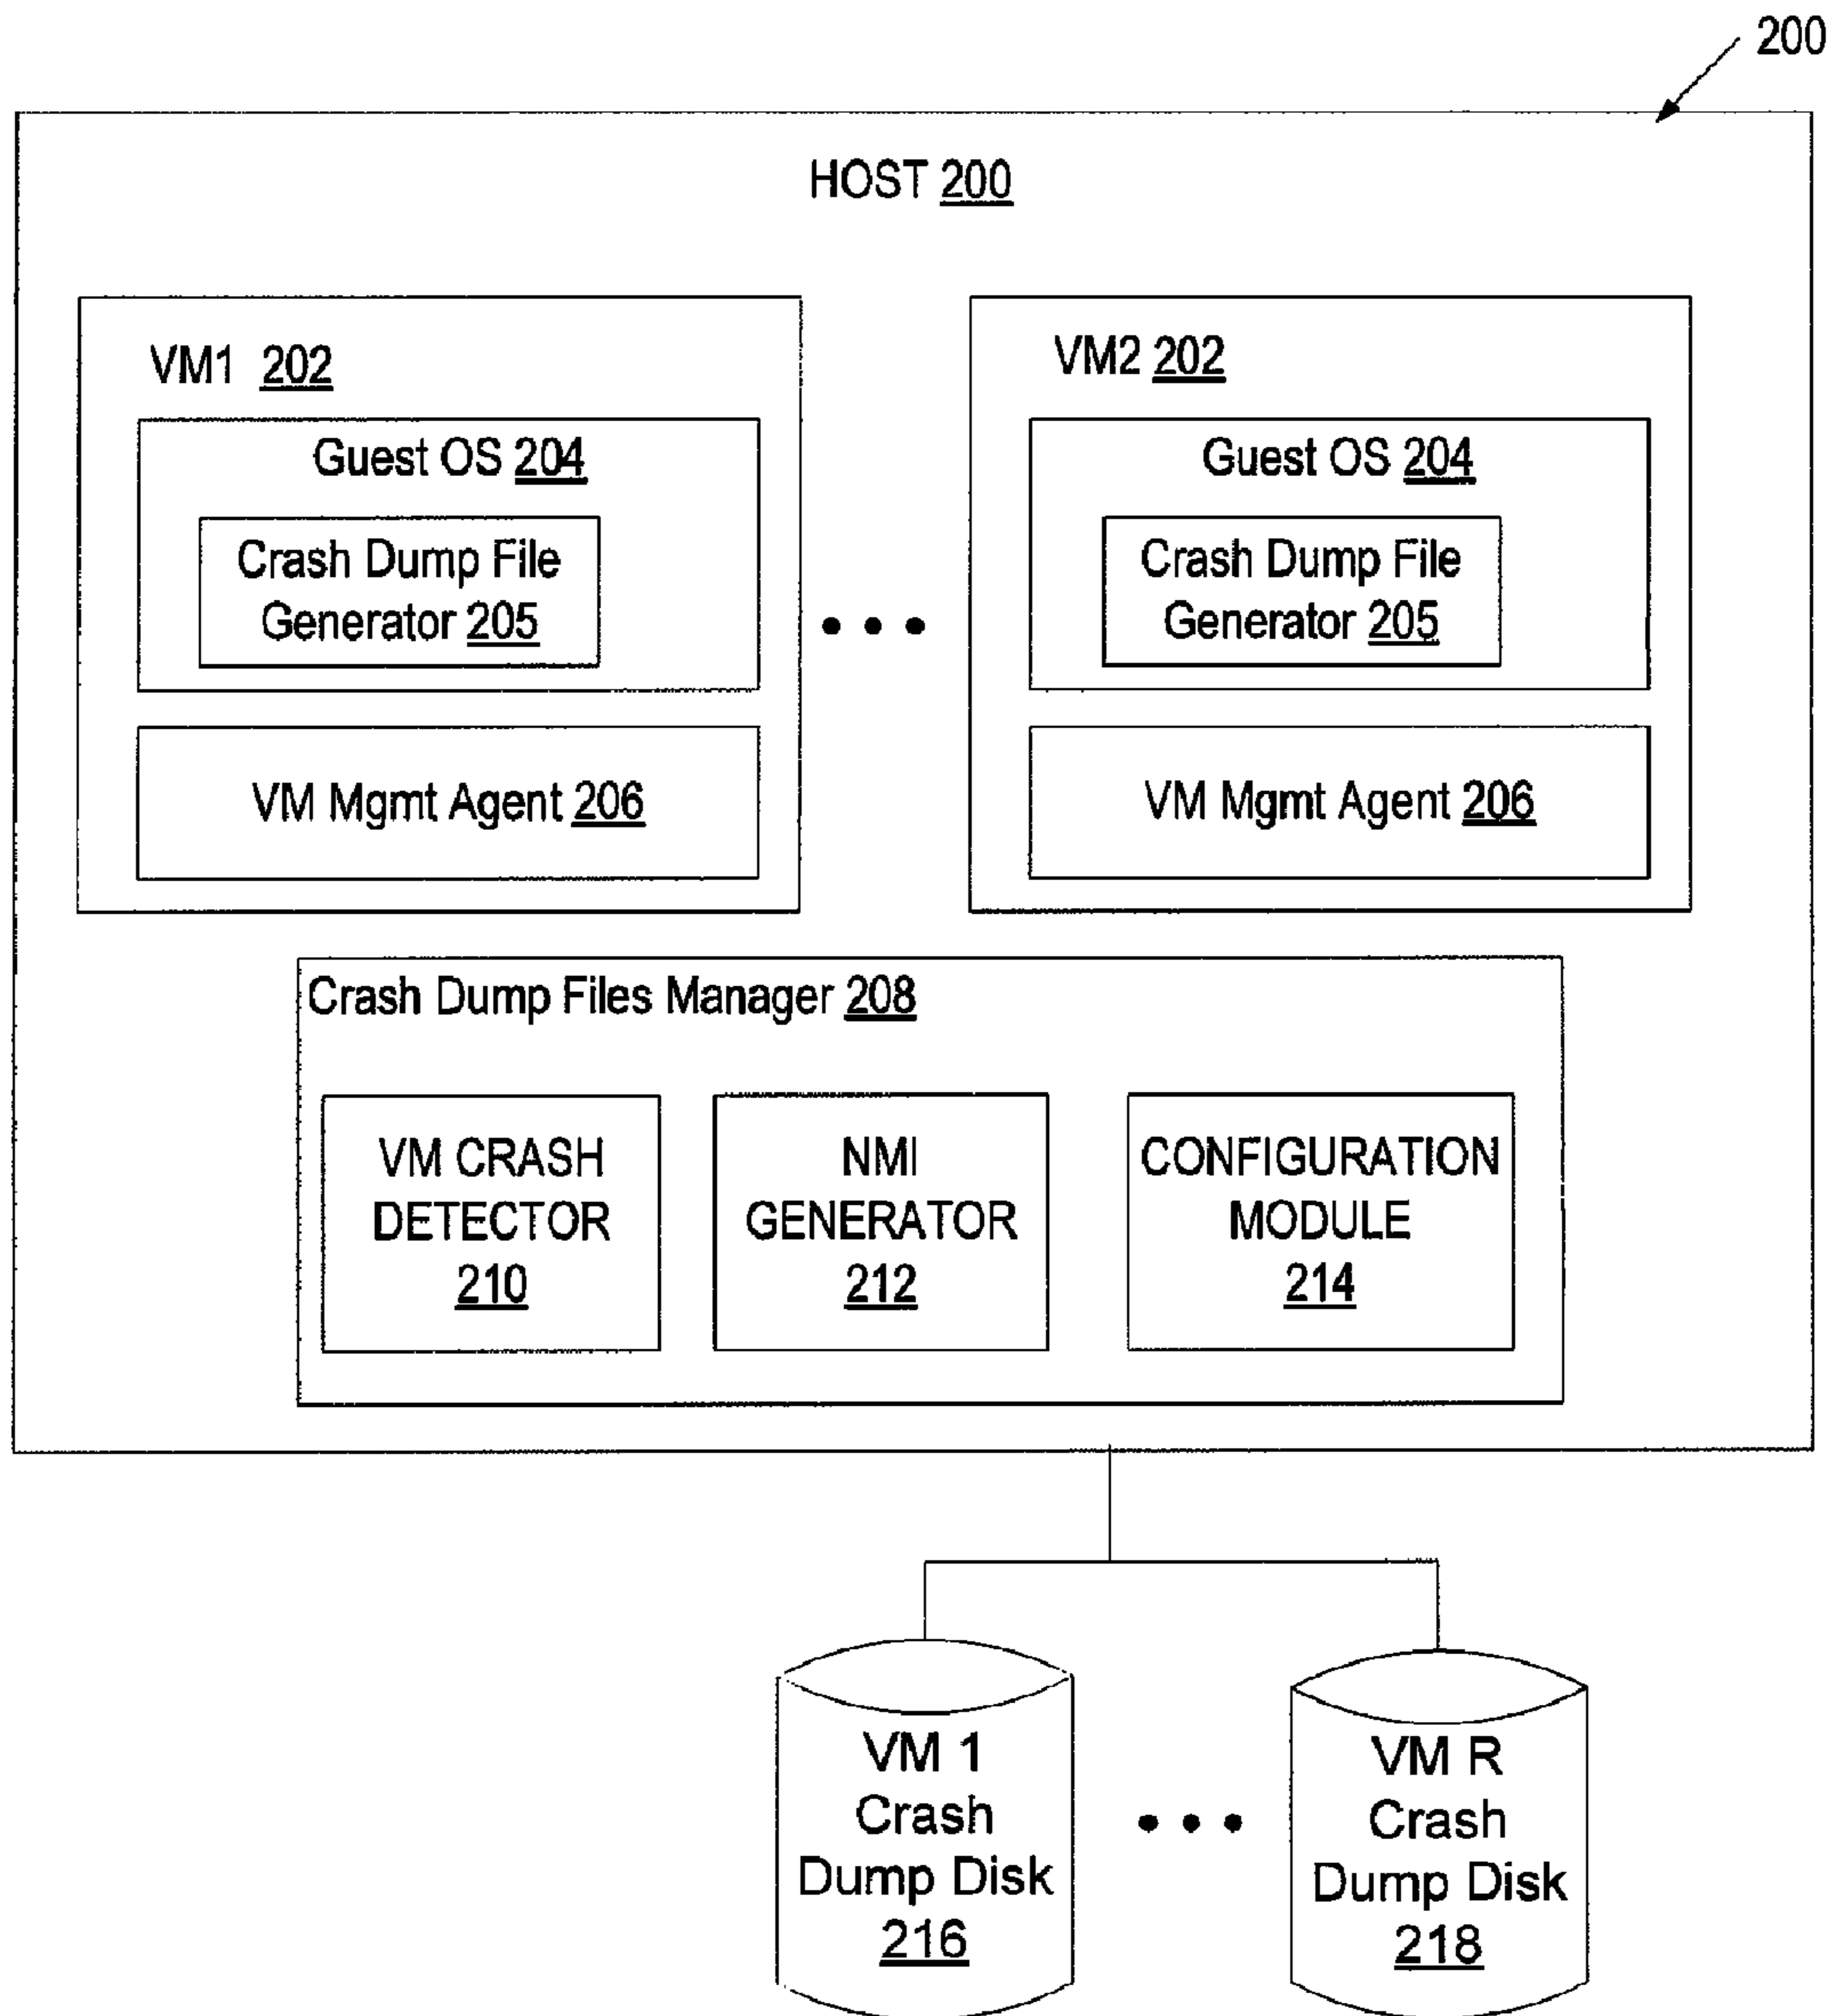 200
HOST 200
VM1 202
Guest OS 204
Crash Dump File
Generator 205
VM Mgmt Agent 206
VM2 202
Guest OS 204
Crash Dump File
Generator 205
VM Mgmt Agent 206
Crash Dump Files Manager 208
VM CRASH
DETECTOR
210
NMI
GENERATOR
212
CONFIGURATION
MODULE
214
VM 1
Crash
Dump Disk
216
VM R
Crash
Dump Disk
218